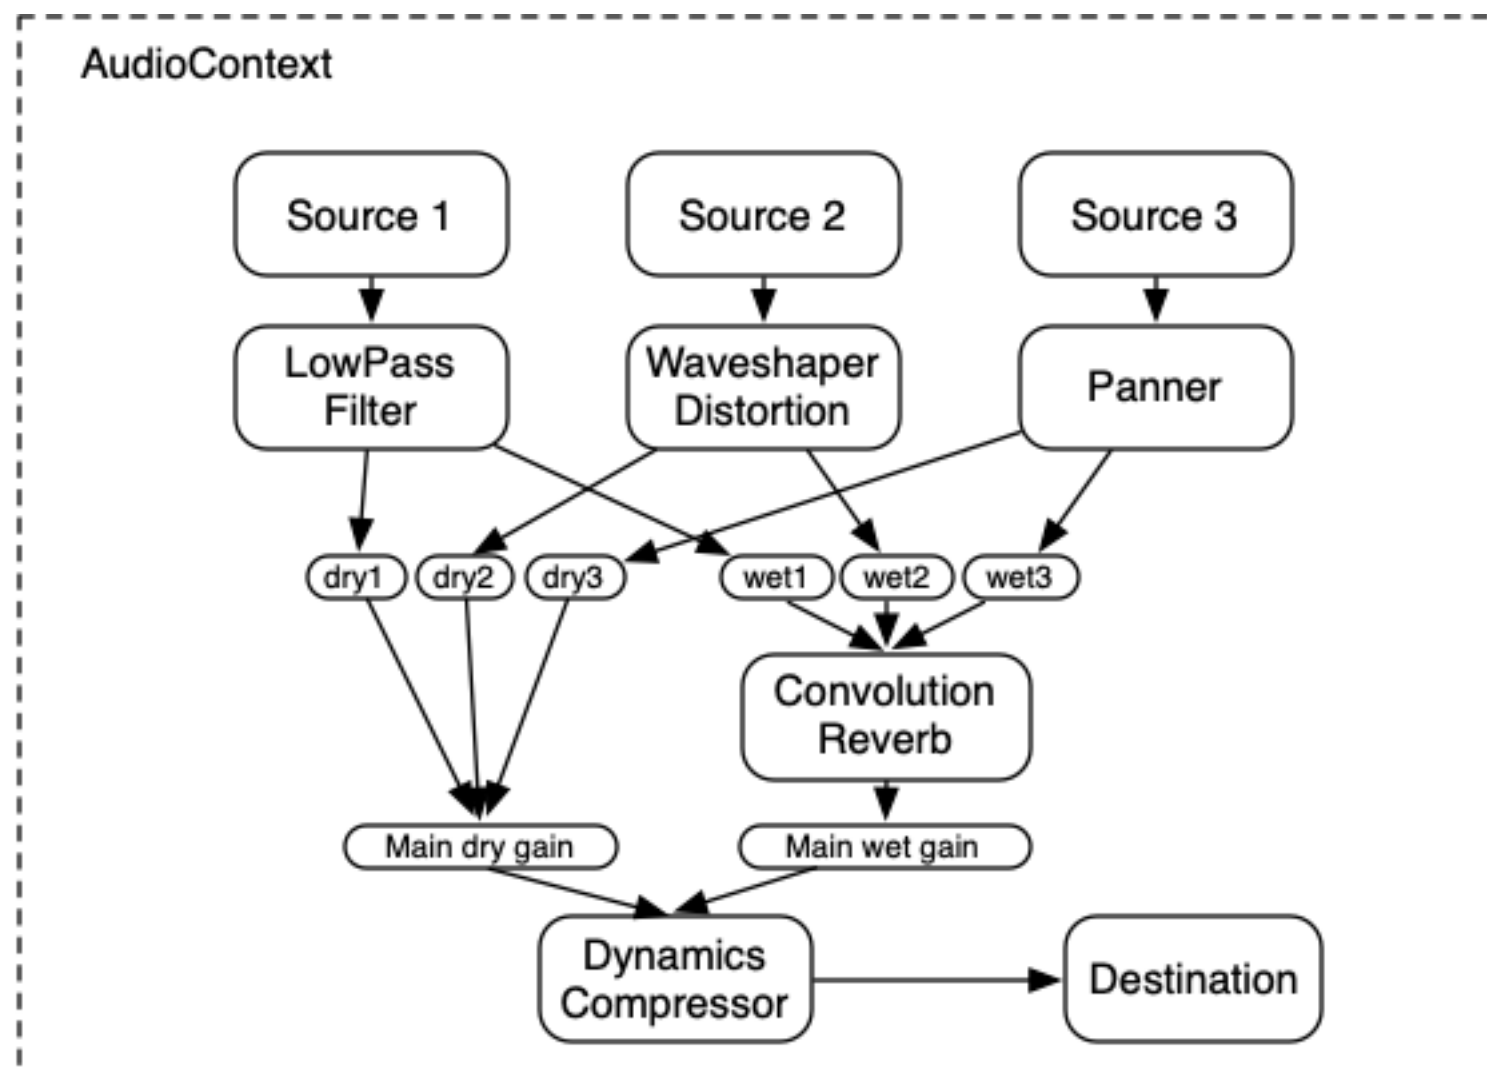 AudioContext
Source 1
Source 2
Source 3
LowPass
Filter
Waveshaper
Distortion
Panner
dry1
dry2
dry3
wet1
wet2
wet3
Convolution
Reverb
Main dry gain
Main wet gain
Dynamics
Compressor
Destination